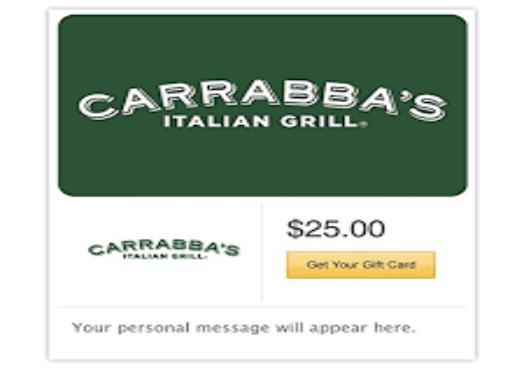 CARRABBA'S
ITALIAN GRILL®
CARRABBA'S
ITALIAN GRILL®
$25.00
Get Your Gift Card
Your personal message will appear here.